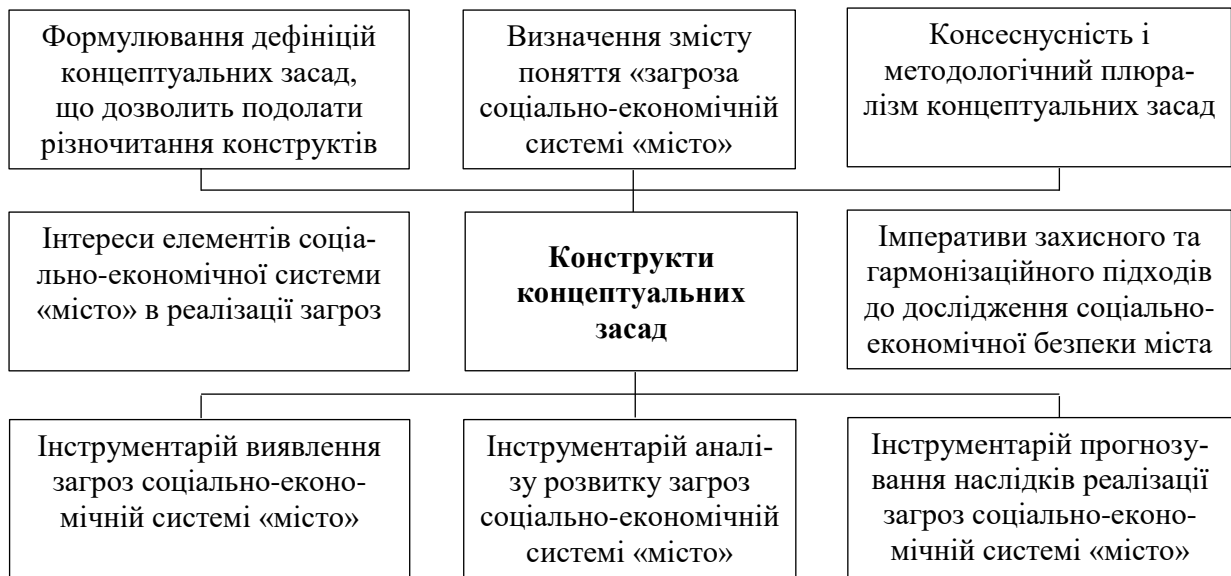 Формулювання дефініцій
концептуальних засад,
що дозволить подолати
різночитання конструктів
Визначення змісту
поняття «загроза
соціально-економічній
системі «місто»
Консеснусність і
методологічний плюра-
лізм концептуальних засад
Інтереси елементів соці-
ально-економічної системи
«місто» в реалізації загроз
Конструкти
концептуальних
засад
Імперативи захисного та
гармонізаційного підходів
до дослідження соціально-
економічної безпеки міста
Інструментарій виявлення
загроз соціально-еконо-
мічній системі «місто»
Інструментарій аналі-
зу розвитку загроз
соціально-економічній
системі «місто»
Інструментарій прогнозу-
вання наслідків реалізації
загроз соціально-еконо-
мічній системі «місто»